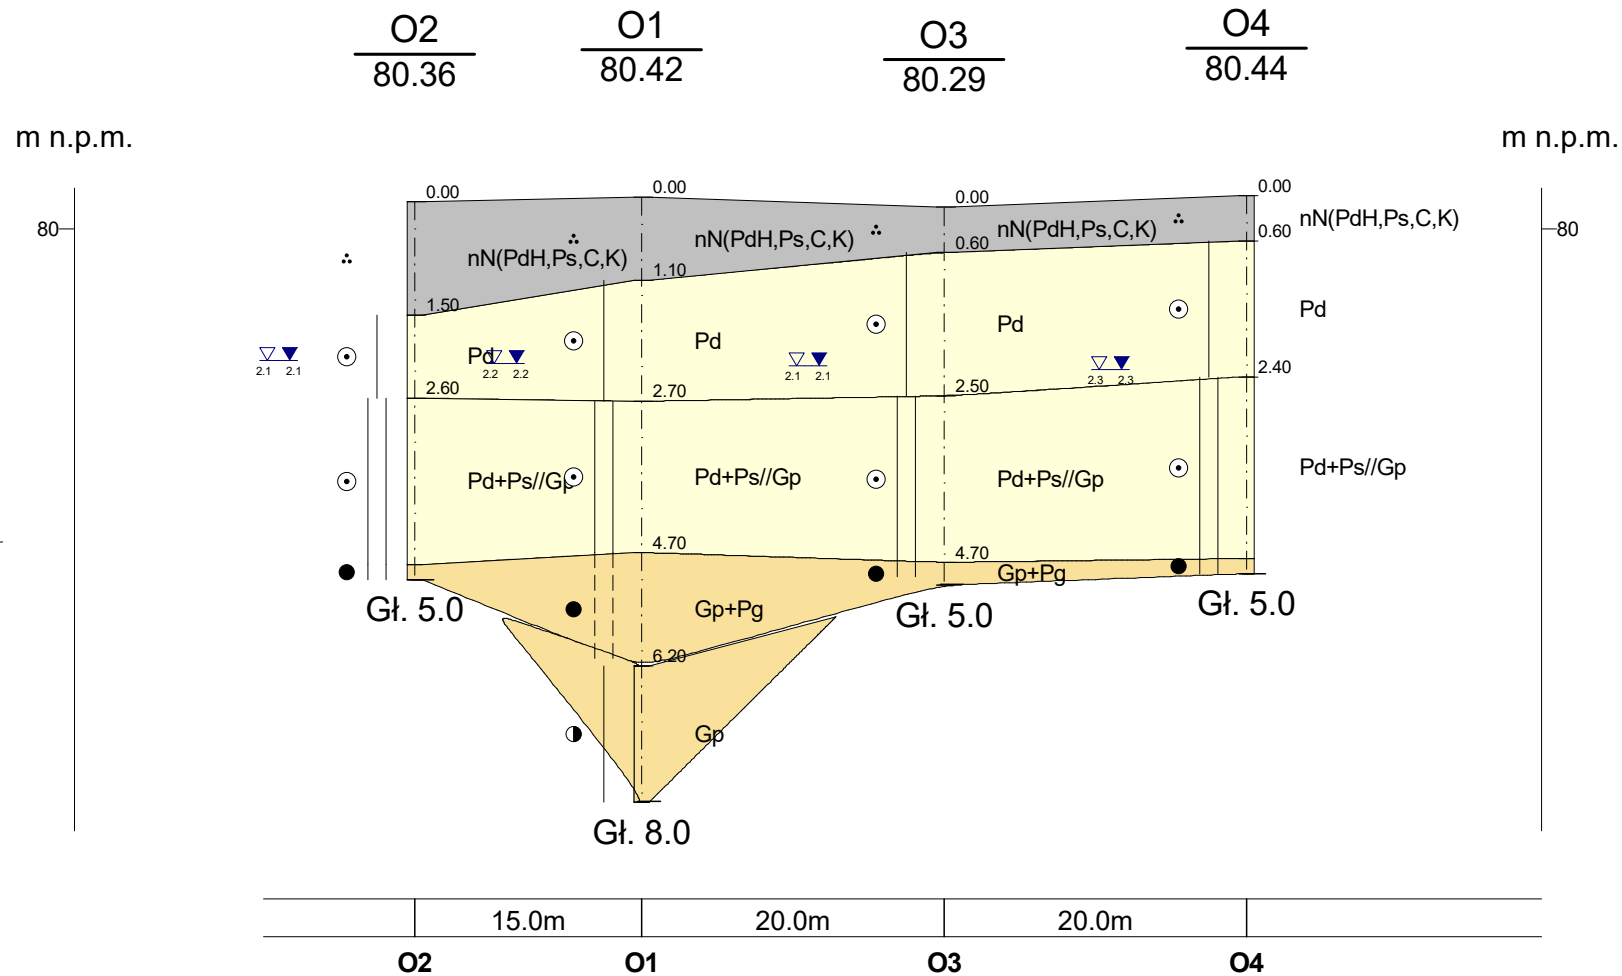 O2 O1 O3 O4
80.36 80.42 80.29 80.44
m n.p.m. m n.p.m.
0.00 0.00 0.00 0.00
80 nN(PdH,Ps,C,K) nN(PdH,Ps,C,K) nN(PdH,Ps,C,K) nN(PdH,Ps,C,K) 80
1.50 1.10 0.60 0.60
Pd Pd Pd Pd
2.1 2.1 2.2 2.2 2.1 2.1 2.3 2.3
2.60 2.70 2.50 2.40
Pd+Ps//Gp Pd+Ps//Gp Pd+Ps//Gp Pd+Ps//Gp
4.70 4.70
Gp+Pg Gp+Pg
Gł. 5.0 Gł. 5.0 Gł. 5.0
6.20
Gp
Gł. 8.0
15.0m 20.0m 20.0m
O2 O1 O3 O4